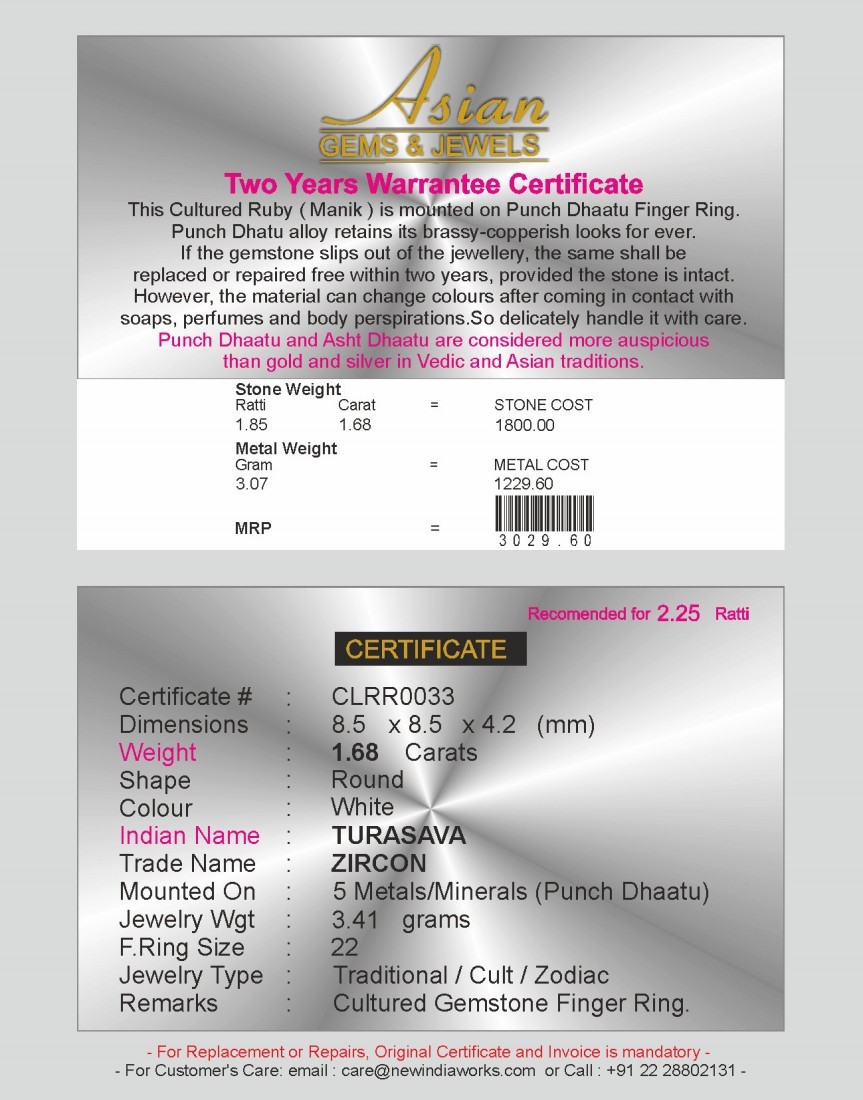 Asian
GEMS & JEWELS
Two Years Warrantee Certificate
This Cultured Ruby ( Manik ) is mounted on Punch Dhaatu Finger Ring.
Punch Dhatu alloy retains its brassy-copperish looks for ever.
If the gemstone slips out of the jewellery, the same shall be
replaced or repaired free within two years, provided the stone is intact.
However, the material can change colours after coming in contact with
soaps, perfumes and body perspirations.So delicately handle it with care.
Punch Dhaatu and Asht Dhaatu are considered more auspicious
than gold and silver in Vedic and Asian traditions.
Stone Weight
Ratti Carat = STONE COST
1.85 1.68 1800.00
Metal Weight
Gram = METAL COST
3.07 1229.60
MRP = 3029.60
Recomended for 2.25 Ratti
CERTIFICATE
Certificate # : CLRR0033
Dimensions : 8.5 x 8.5 x 4.2 (mm)
Weight : 1.68 Carats
Shape : Round
Colour : White
Indian Name : TURASAVA
Trade Name : ZIRCON
Mounted On : 5 Metals/Minerals (Punch Dhaatu)
Jewelry Wgt : 3.41 grams
F.Ring Size : 22
Jewelry Type : Traditional / Cult / Zodiac
Remarks : Cultured Gemstone Finger Ring.
- For Replacement or Repairs, Original Certificate and Invoice is mandatory -
- For Customer's Care: email : care@newindiaworks.com or Call : +91 22 28802131 -